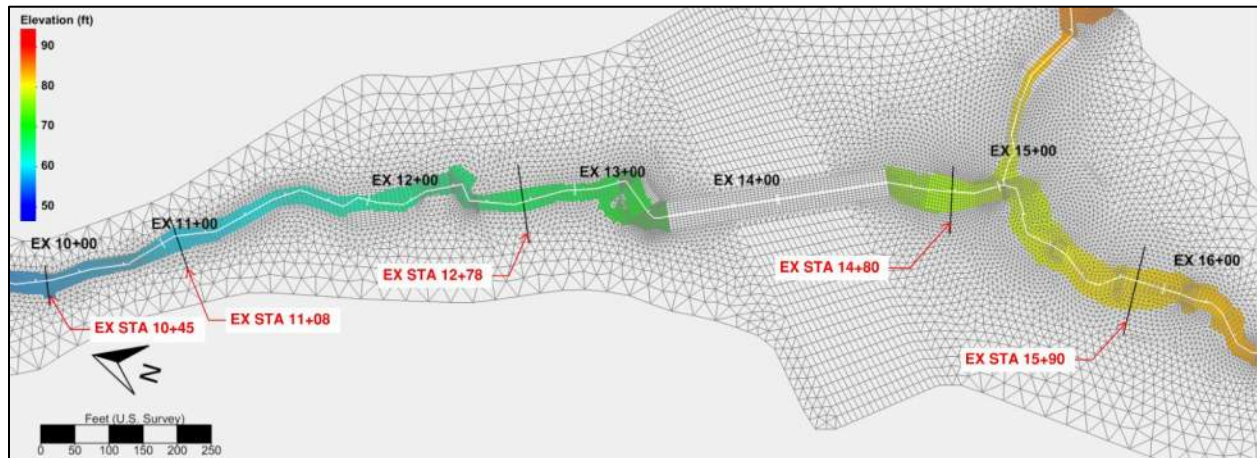 Elevation (ft)
90
80
70
60
50
EX 10+00
EX 11+00
EX 12+00
EX 13+00
EX 14+00
EX 15+00
EX 16+00
EX STA 10+45
EX STA 11+08
EX STA 12+78
EX STA 14+80
EX STA 15+90
N
Feet (U.S. Survey)
0 50 100 150 200 250